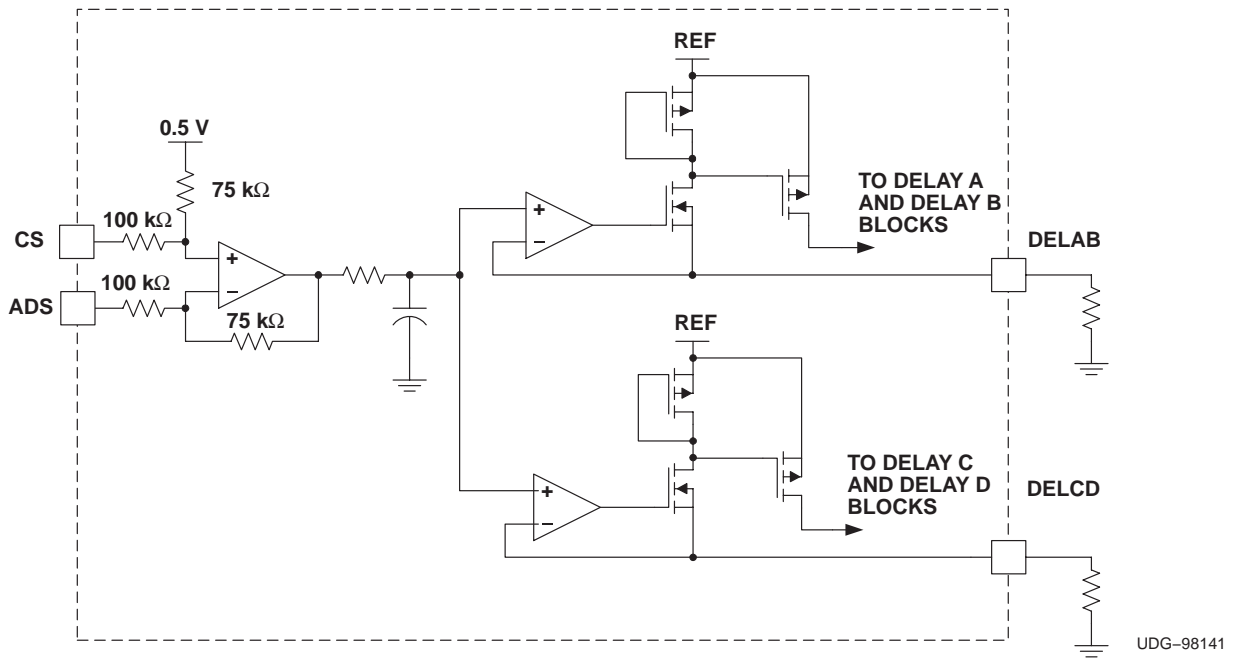 REF
0.5 V
75 kΩ
100 kΩ
CS
+
−
100 kΩ
ADS
75 kΩ
+
−
TO DELAY A
AND DELAY B
BLOCKS
DELAB
REF
+
−
TO DELAY C
AND DELAY D
BLOCKS
DELCD
UDG–98141